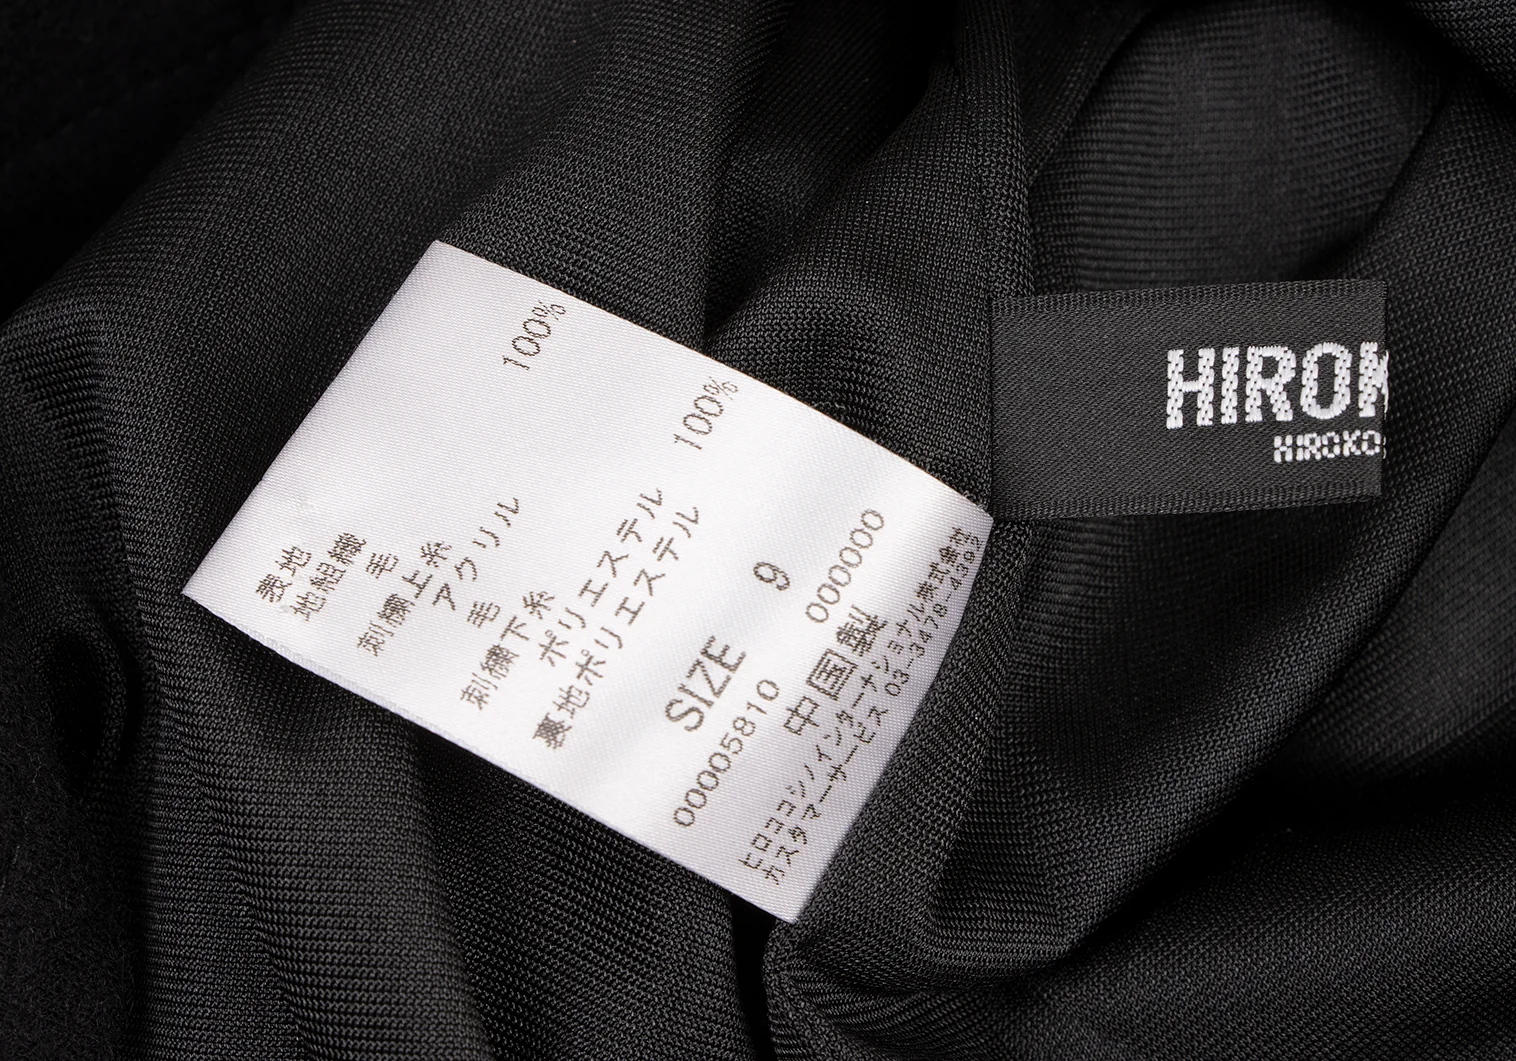 表地
地組織
毛 100%
刺繍上糸
アクリル
毛 100%
刺繍下糸
ポリエステル
裏地ポリエステル
SIZE 9
00005810 000000
中国製
ヒロココシノインターナショナル株式会社
カスタマーサービス 03-3478-
HIROK
HIROKO